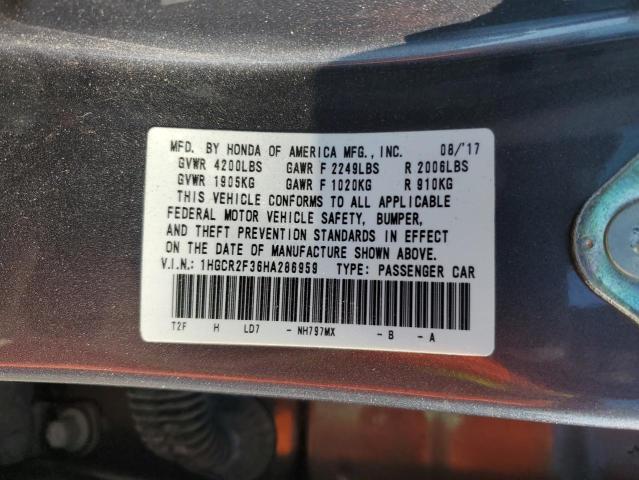 MFD. BY HONDA OF AMERICA MFG., INC. 08/'17
GVWR 4200LBS GAWR F 2249LBS R 2006LBS
GVWR 1905KG GAWR F 1020KG R 910KG
THIS VEHICLE CONFORMS TO ALL APPLICABLE
FEDERAL MOTOR VEHICLE SAFETY, BUMPER,
AND THEFT PREVENTION STANDARDS IN EFFECT
ON THE DATE OF MANUFACTURE SHOWN ABOVE.
V.I.N.: 1HGCR2F36HA286959 TYPE: PASSENGER CAR
T2F H LD7 - NH797MX - B - A